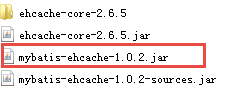 ehcache-core-2.6.5
ehcache-core-2.6.5.jar
mybatis-ehcache-1.0.2.jar
mybatis-ehcache-1.0.2-sources.jar